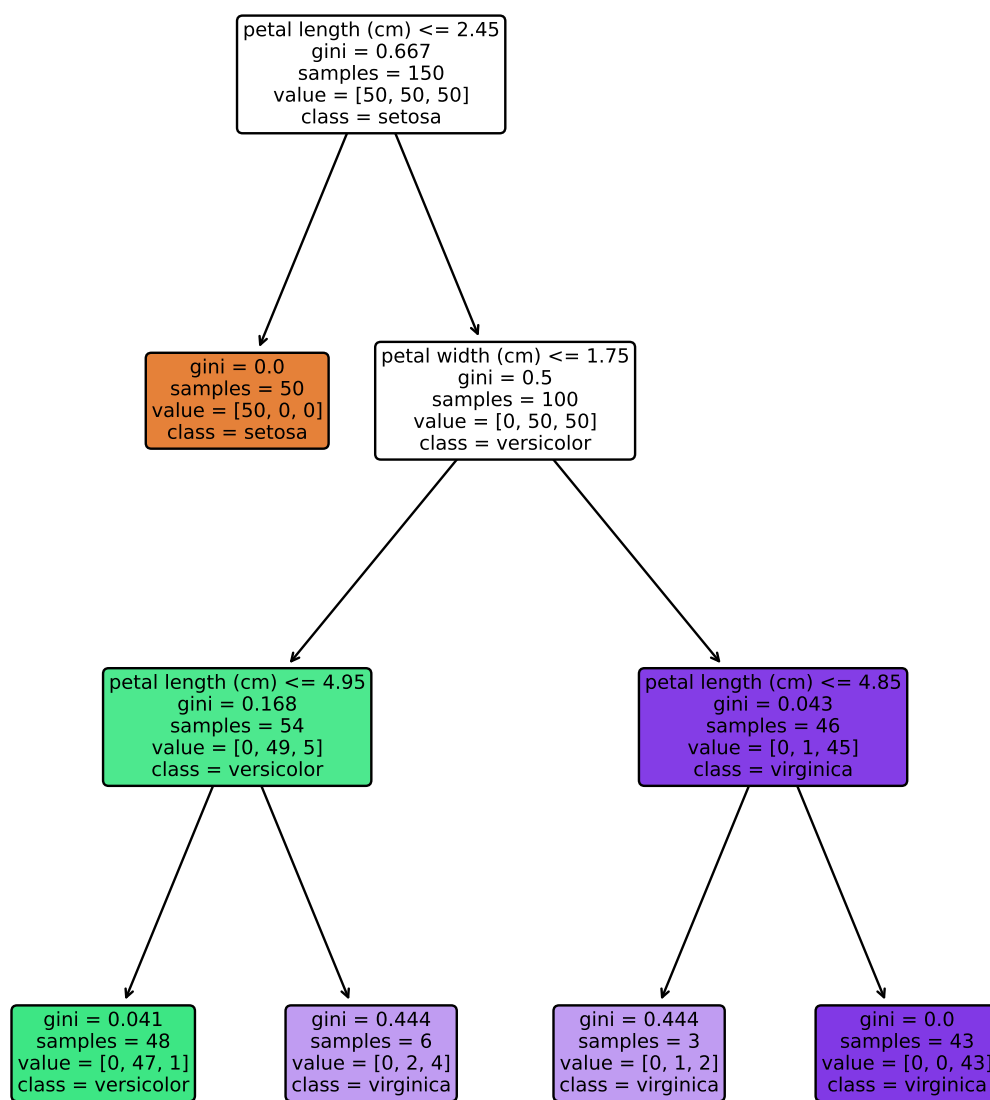 petal length (cm) <= 2.45
gini = 0.667
samples = 150
value = [50, 50, 50]
class = setosa
gini = 0.0
samples = 50
value = [50, 0, 0]
class = setosa
petal width (cm) <= 1.75
gini = 0.5
samples = 100
value = [0, 50, 50]
class = versicolor
petal length (cm) <= 4.95
gini = 0.168
samples = 54
value = [0, 49, 5]
class = versicolor
petal length (cm) <= 4.85
gini = 0.043
samples = 46
value = [0, 1, 45]
class = virginica
gini = 0.041
samples = 48
value = [0, 47, 1]
class = versicolor
gini = 0.444
samples = 6
value = [0, 2, 4]
class = virginica
gini = 0.444
samples = 3
value = [0, 1, 2]
class = virginica
gini = 0.0
samples = 43
value = [0, 0, 43]
class = virginica